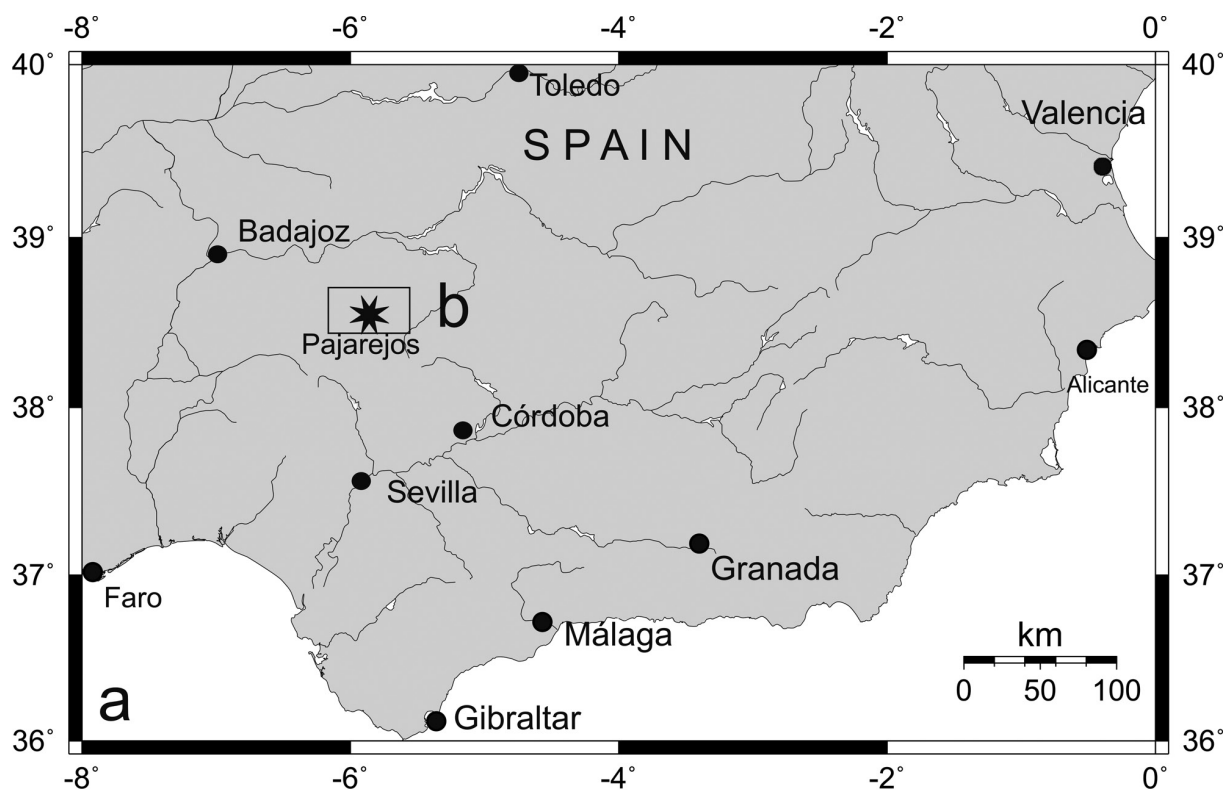 -8° -6° -4° -2° 0°
40° 40°
Toledo
Valencia
SPAIN
Badajoz
39° 39°
b
Pajarejos
Alicante
38° 38°
Córdoba
Sevilla
Granada
37° 37°
Faro
Málaga
km
0 50 100
a
Gibraltar
36° 36°
-8° -6° -4° -2° 0°